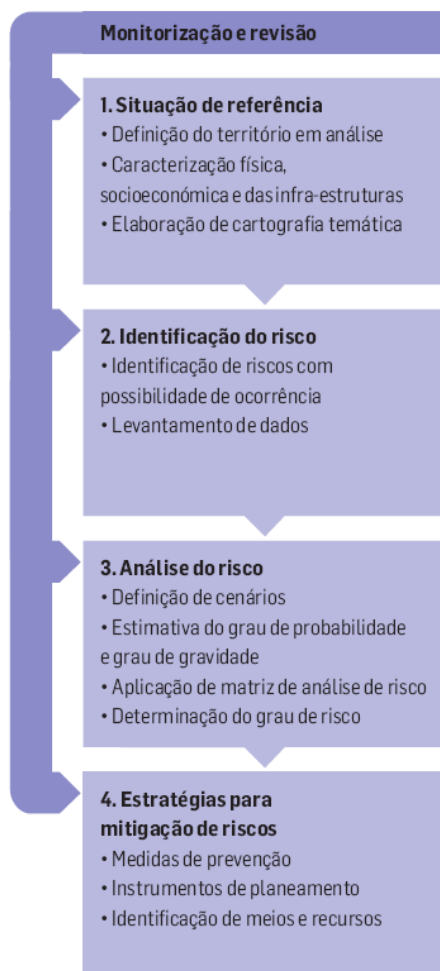 Monitorização e revisão
1. Situação de referência
• Definição do território em análise
• Caracterização física,
socioeconómica e das infra-estruturas
• Elaboração de cartografia temática
2. Identificação do risco
• Identificação de riscos com
possibilidade de ocorrência
• Levantamento de dados
3. Análise do risco
• Definição de cenários
• Estimativa do grau de probabilidade
e grau de gravidade
• Aplicação de matriz de análise de risco
• Determinação do grau de risco
4. Estratégias para
mitigação de riscos
• Medidas de prevenção
• Instrumentos de planeamento
• Identificação de meios e recursos